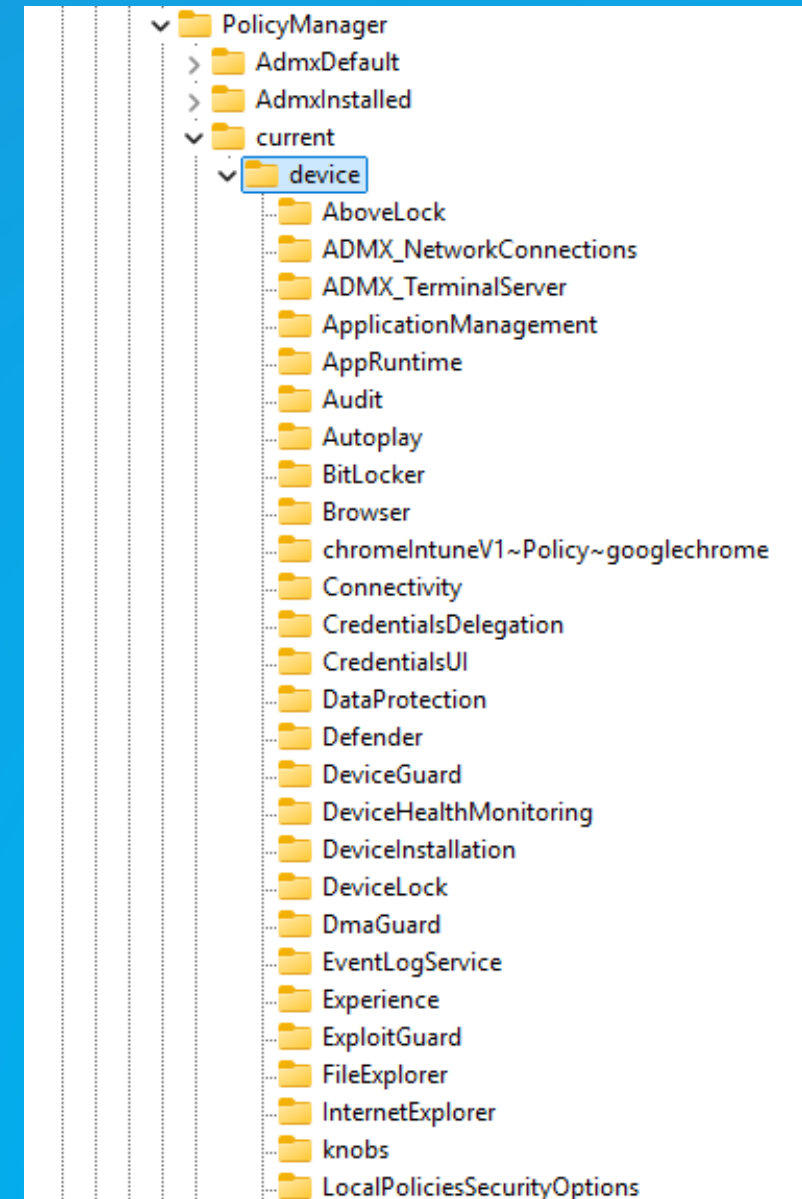 PolicyManager
AdmxDefault
AdmxInstalled
current
device
AboveLock
ADMX_NetworkConnections
ADMX_TerminalServer
ApplicationManagement
AppRuntime
Audit
Autoplay
BitLocker
Browser
chromeIntuneV1~Policy~googlechrome
Connectivity
CredentialsDelegation
CredentialsUI
DataProtection
Defender
DeviceGuard
DeviceHealthMonitoring
DeviceInstallation
DeviceLock
DmaGuard
EventLogService
Experience
ExploitGuard
FileExplorer
InternetExplorer
knobs
LocalPoliciesSecurityOptions